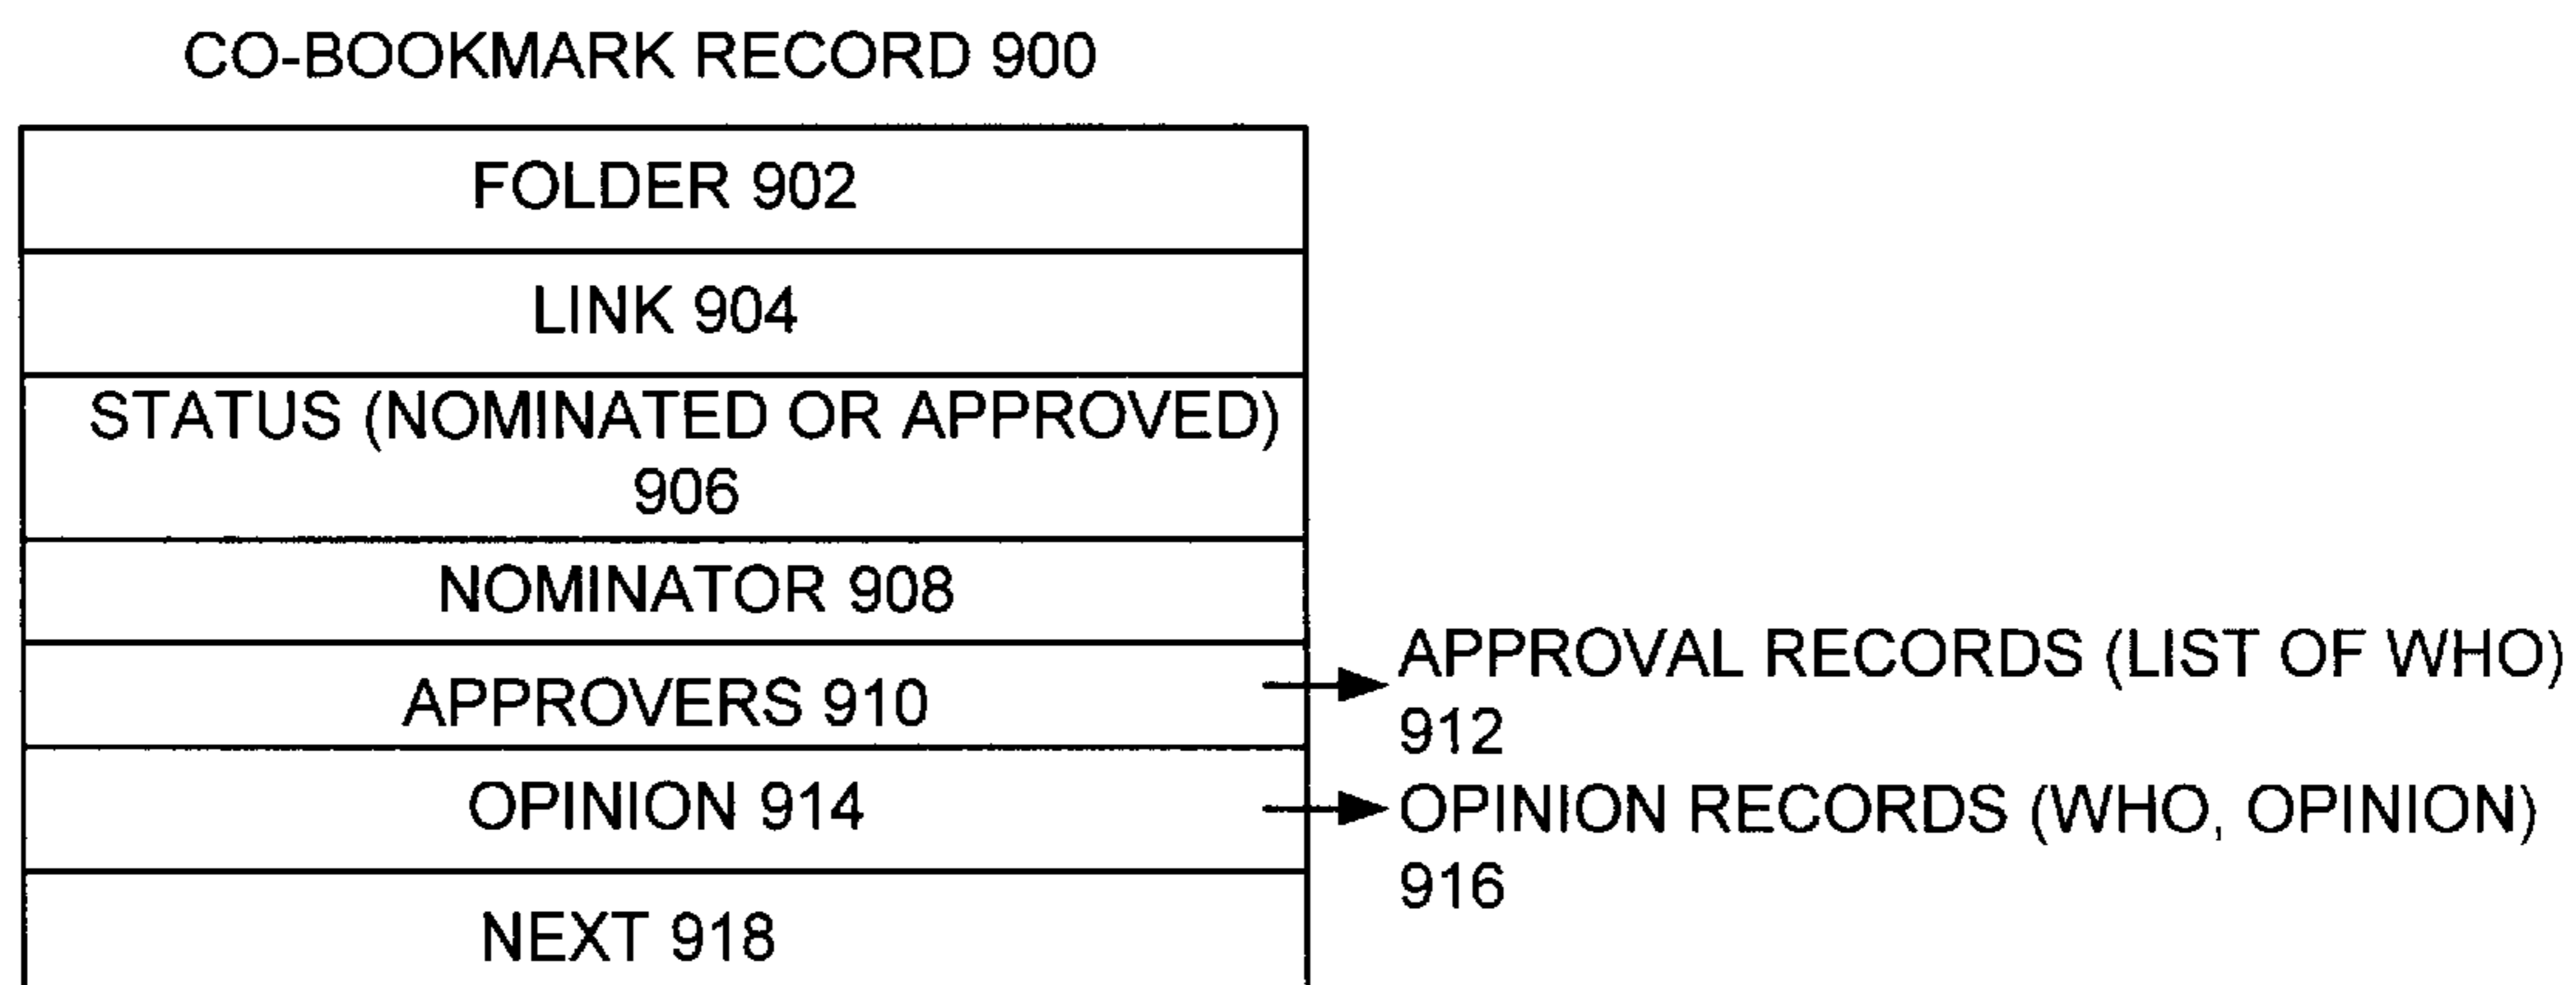 CO-BOOKMARK RECORD 900
FOLDER 902
LINK 904
STATUS (NOMINATED OR APPROVED)
906
NOMINATOR 908
APPROVERS 910
APPROVAL RECORDS (LIST OF WHO)
912
OPINION 914
OPINION RECORDS (WHO, OPINION)
916
NEXT 918